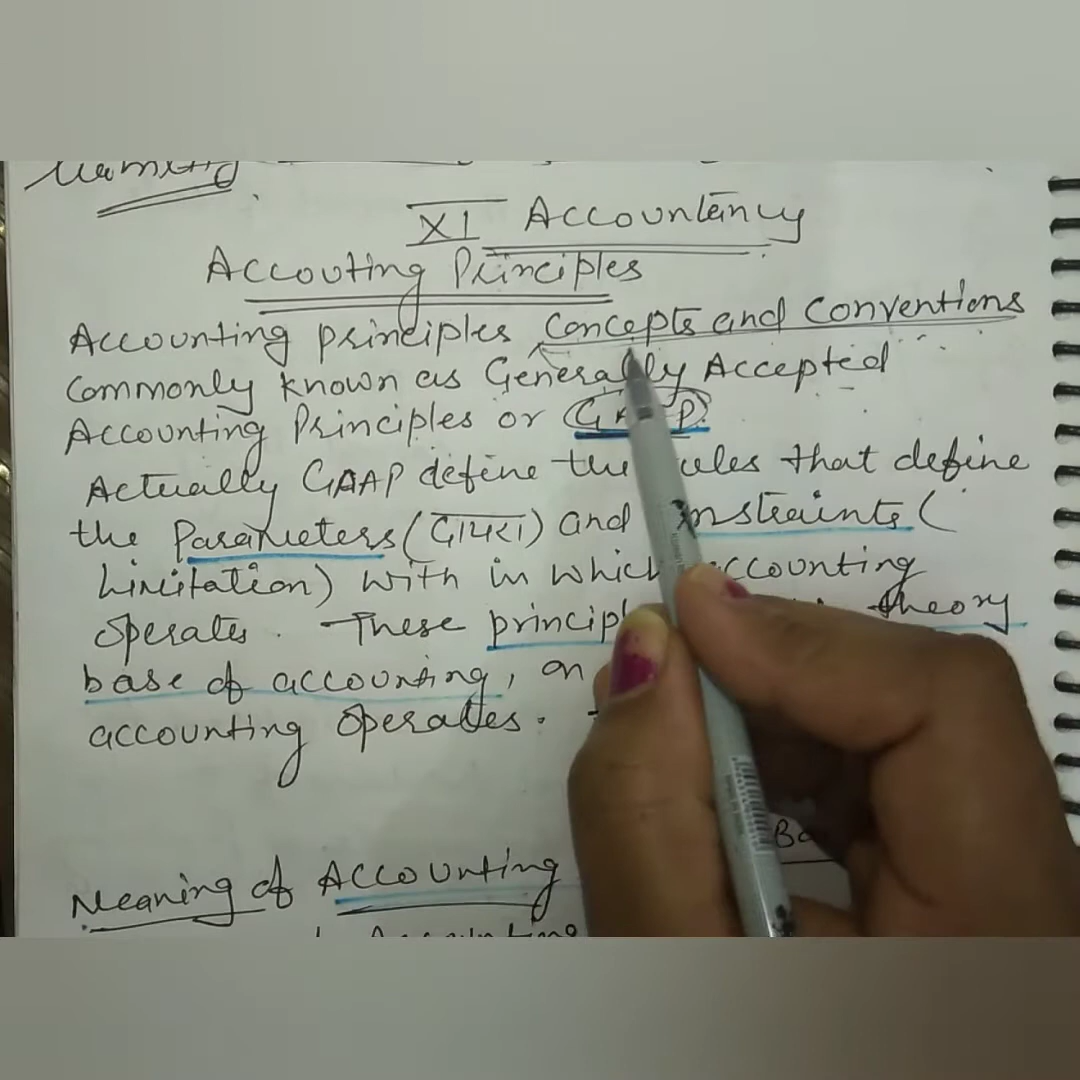 XI Accountancy
Accouting Principles
Accounting principles, concepts and conventions
commonly known as Generally Accepted
Accounting Principles or GAAP.
Actually GAAP define the rules that define
the Parameters (दायरा) and constraints (
Limitation) with in which accounting
operates. These theory
base of accounting, on
accounting operates.
Meaning of Accounting